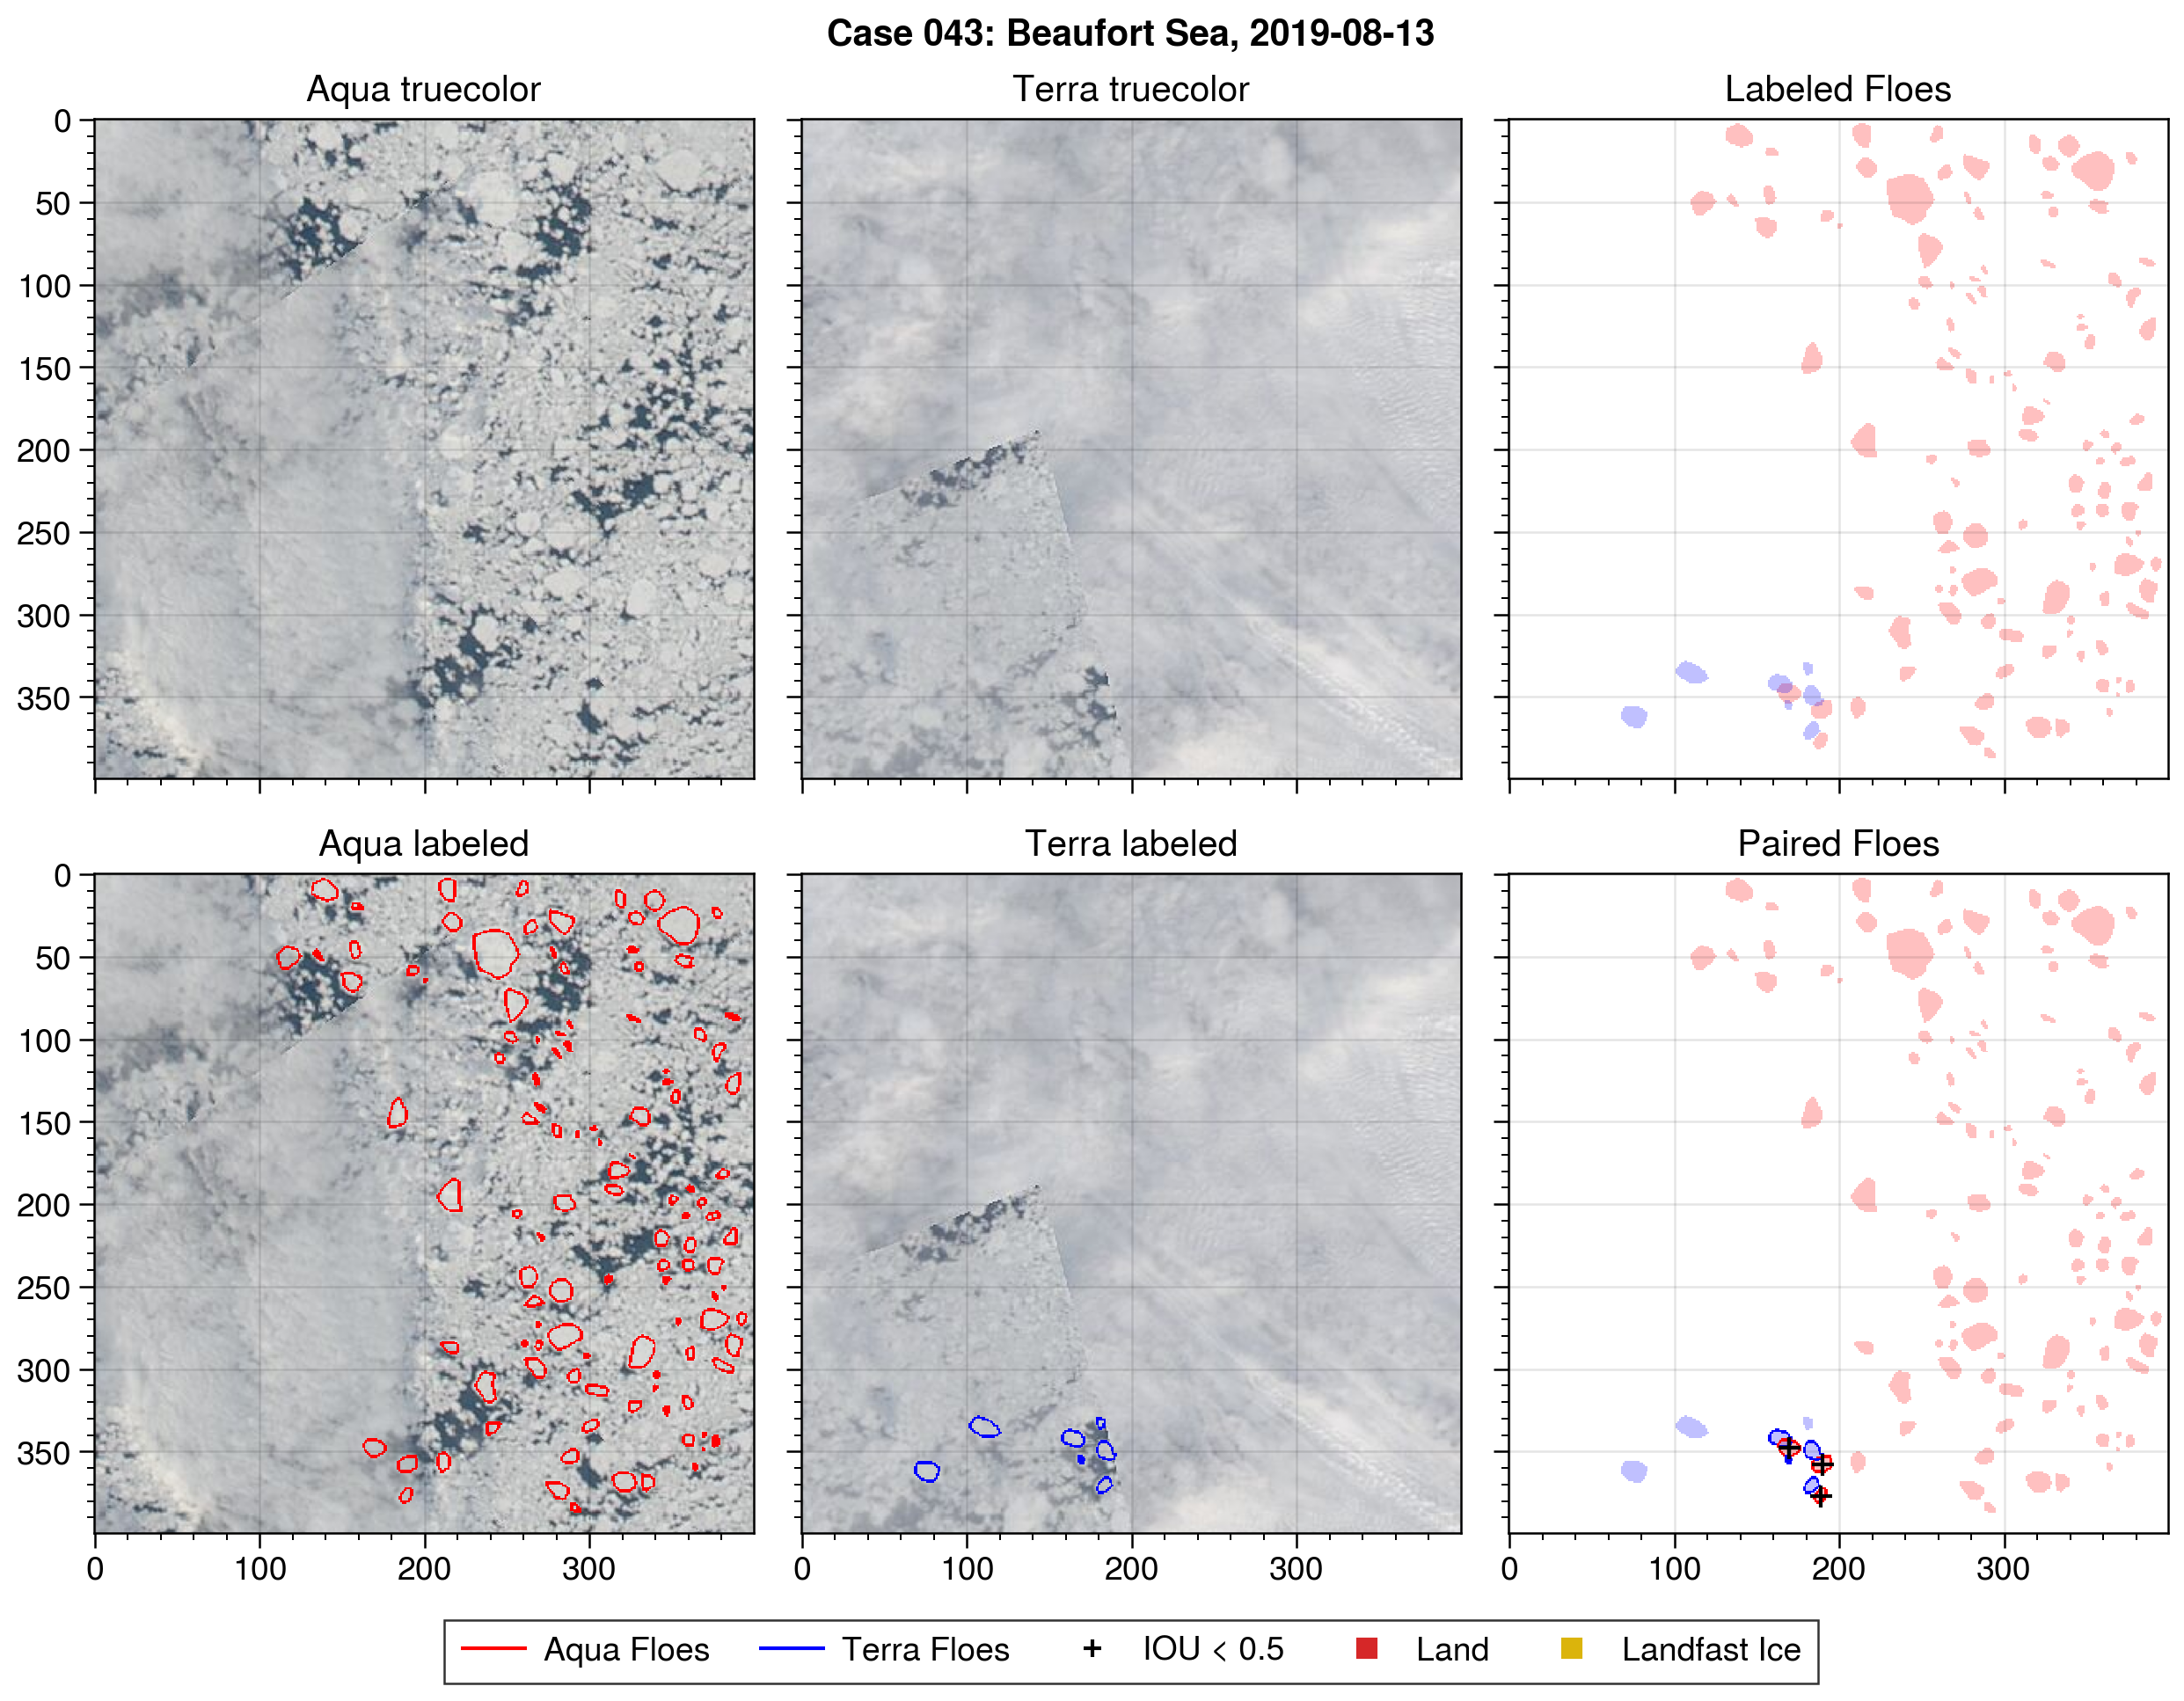 Case 043: Beaufort Sea, 2019-08-13
Aqua truecolor
Terra truecolor
Labeled Floes
0
50
100
150
200
250
300
350
Aqua labeled
Terra labeled
Paired Floes
0
50
100
150
200
250
300
350
0 100 200 300
0 100 200 300
0 100 200 300
Aqua Floes
Terra Floes
IOU < 0.5
Land
Landfast Ice